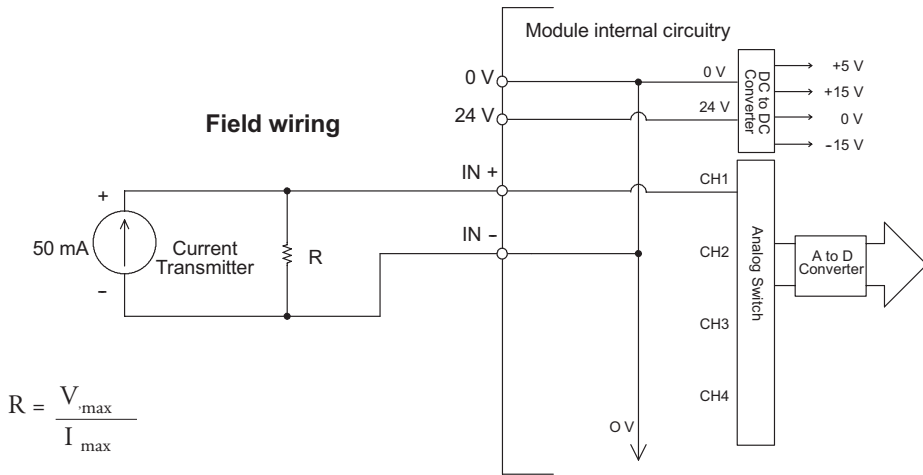 Module internal circuitry
0 V
24 V
0 V
24 V
DC to DC
Converter
+5 V
+15 V
0 V
-15 V
Field wiring
IN +
IN -
+
50 mA
-
Current
Transmitter
R
CH1
CH2
CH3
CH4
Analog Switch
A to D
Converter
O V
R = V max
I max